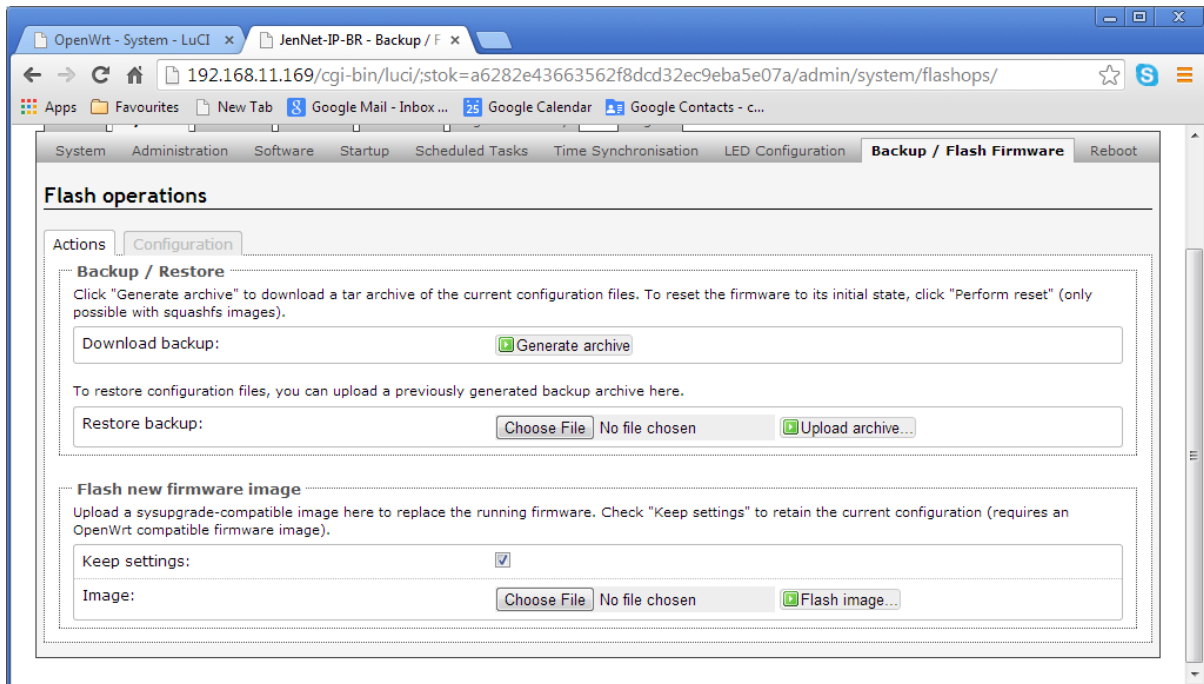 OpenWrt - System - LuCI
JenNet-IP-BR - Backup / F
192.168.11.169/cgi-bin/luci/;stok=a6282e43663562f8dcd32ec9eba5e07a/admin/system/flashops/
Apps Favourites New Tab Google Mail - Inbox ... Google Calendar Google Contacts - c...
System Administration Software Startup Scheduled Tasks Time Synchronisation LED Configuration Backup / Flash Firmware Reboot
Flash operations
Actions Configuration
Backup / Restore
Click "Generate archive" to download a tar archive of the current configuration files. To reset the firmware to its initial state, click "Perform reset" (only
possible with squashfs images).
Download backup: Generate archive
To restore configuration files, you can upload a previously generated backup archive here.
Restore backup: Choose File No file chosen Upload archive...
Flash new firmware image
Upload a sysupgrade-compatible image here to replace the running firmware. Check "Keep settings" to retain the current configuration (requires an
OpenWrt compatible firmware image).
Keep settings:
Image: Choose File No file chosen Flash image...